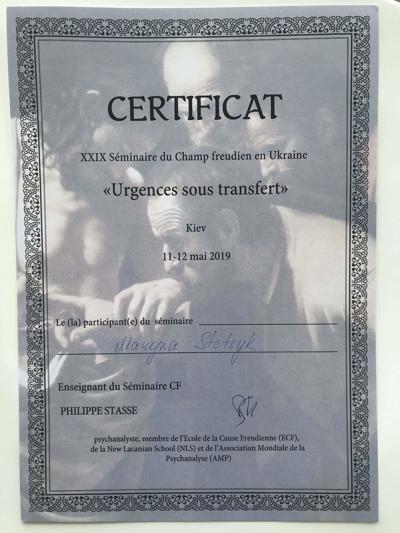 CERTIFICAT
XXIX Séminaire du Champ freudien en Ukraine
«Urgences sous transfert»
Kiev
11-12 mai 2019
Le (la) participant(e) du séminaire
Maryna Stetsyk
Enseignant du Séminaire CF
PHILIPPE STASSE
psychanalyste, membre de l'Ecole de la Cause Freudienne (ECF),
de la New Lacanian School (NLS) et de l'Association Mondiale de la
Psychanalyse (AMP)